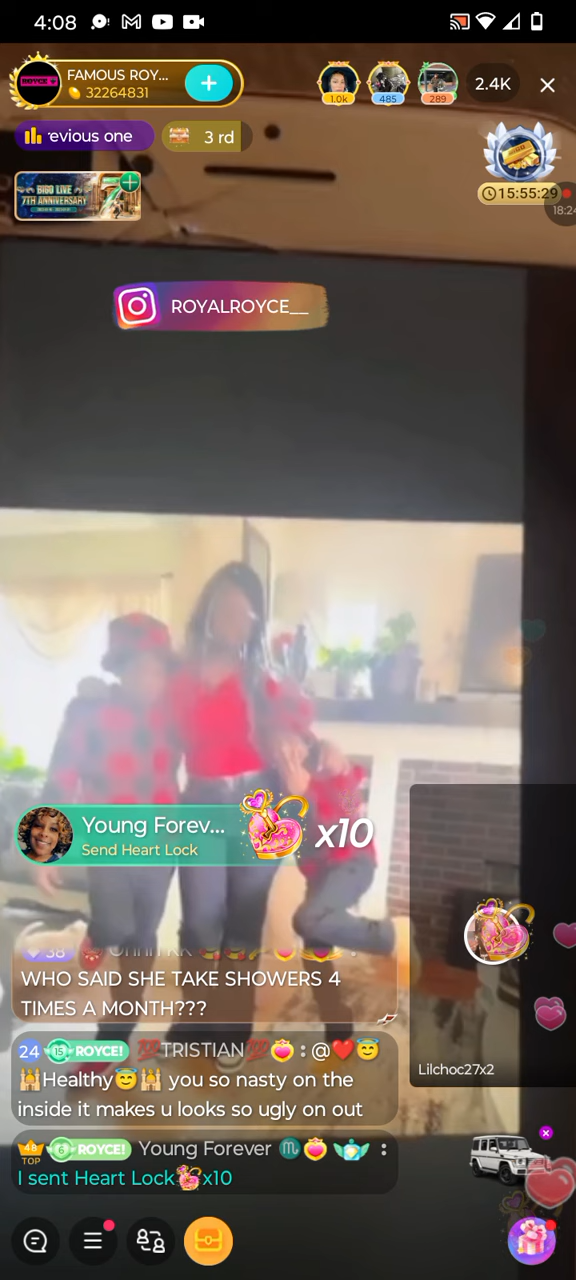 4:08
FAMOUS ROY...
32264831
1.0k
485
289
2.4K
evious one
3 rd
BIGO LIVE
7TH ANNIVERSARY
15:55:29
18:24
ROYALROYCE__
Young Forev...
Send Heart Lock
x10
38
WHO SAID SHE TAKE SHOWERS 4
TIMES A MONTH???
24 15 ROYCE! 💯TRISTIAN💯 : @❤️😇
🕌Healthy😇🕌 you so nasty on the
inside it makes u looks so ugly on out
48 TOP 6 ROYCE! Young Forever ♏ :
I sent Heart Lock x10
Lilchoc27x2